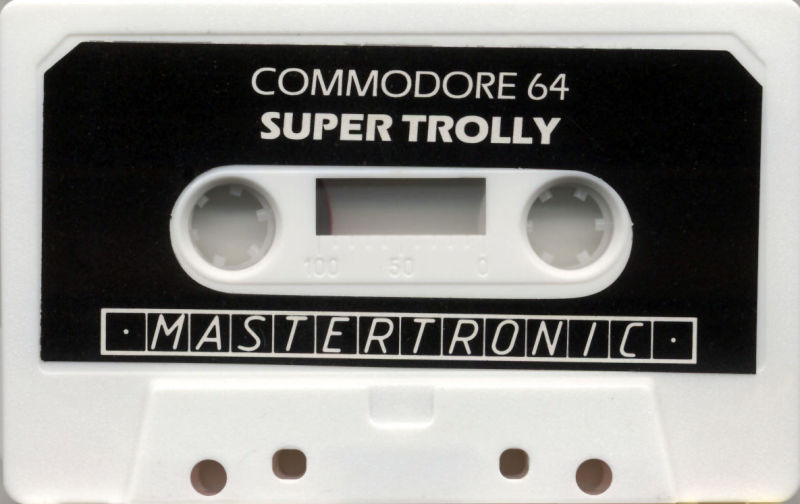 COMMODORE 64
SUPER TROLLY
100 50 0
· MASTERTRONIC ·